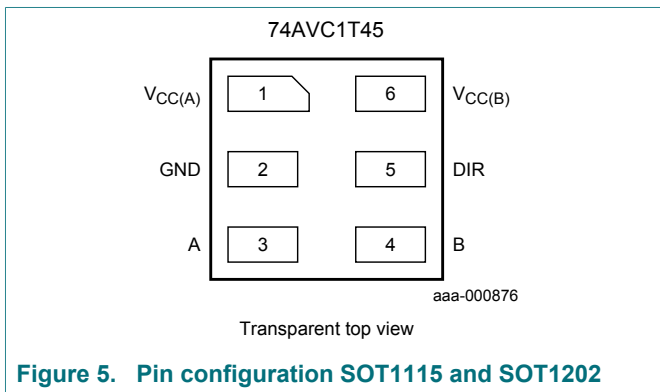 74AVC1T45
VCC(A) 1 6 VCC(B)
GND 2 5 DIR
A 3 4 B
aaa-000876
Transparent top view
Figure 5. Pin configuration SOT1115 and SOT1202